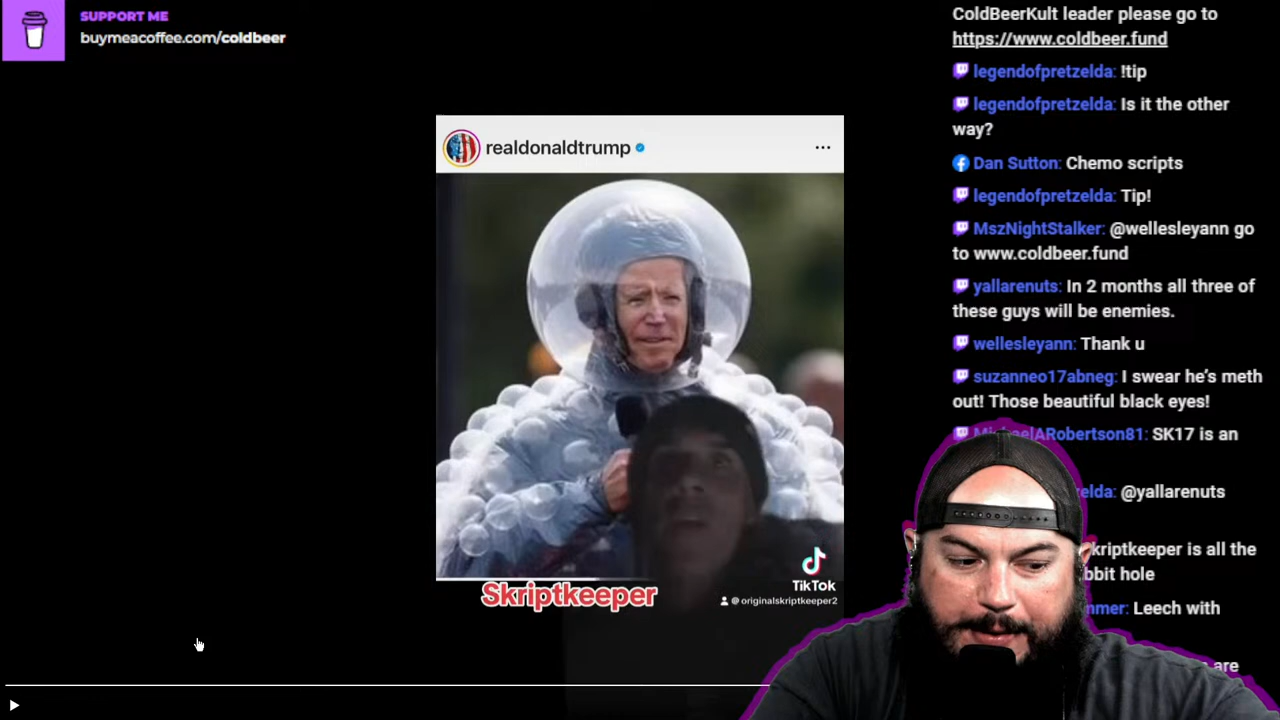 SUPPORT ME
buymeacoffee.com/coldbeer
realdonaldtrump
Skriptkeeper
TikTok
@originalskriptkeeper2
ColdBeerKult leader please go to
https://www.coldbeer.fund
legendofpretzelda: !tip
legendofpretzelda: Is it the other
way?
Dan Sutton: Chemo scripts
legendofpretzelda: Tip!
MszNightStalker: @wellesleyann go
to www.coldbeer.fund
yallarenuts: In 2 months all three of
these guys will be enemies.
wellesleyann: Thank u
suzanneo17abneg: I swear he's meth
out! Those beautiful black eyes!
MichaelARobertson81: SK17 is an
elda: @yallarenuts
kriptkeeper is all the
bbit hole
mmer: Leech with
are